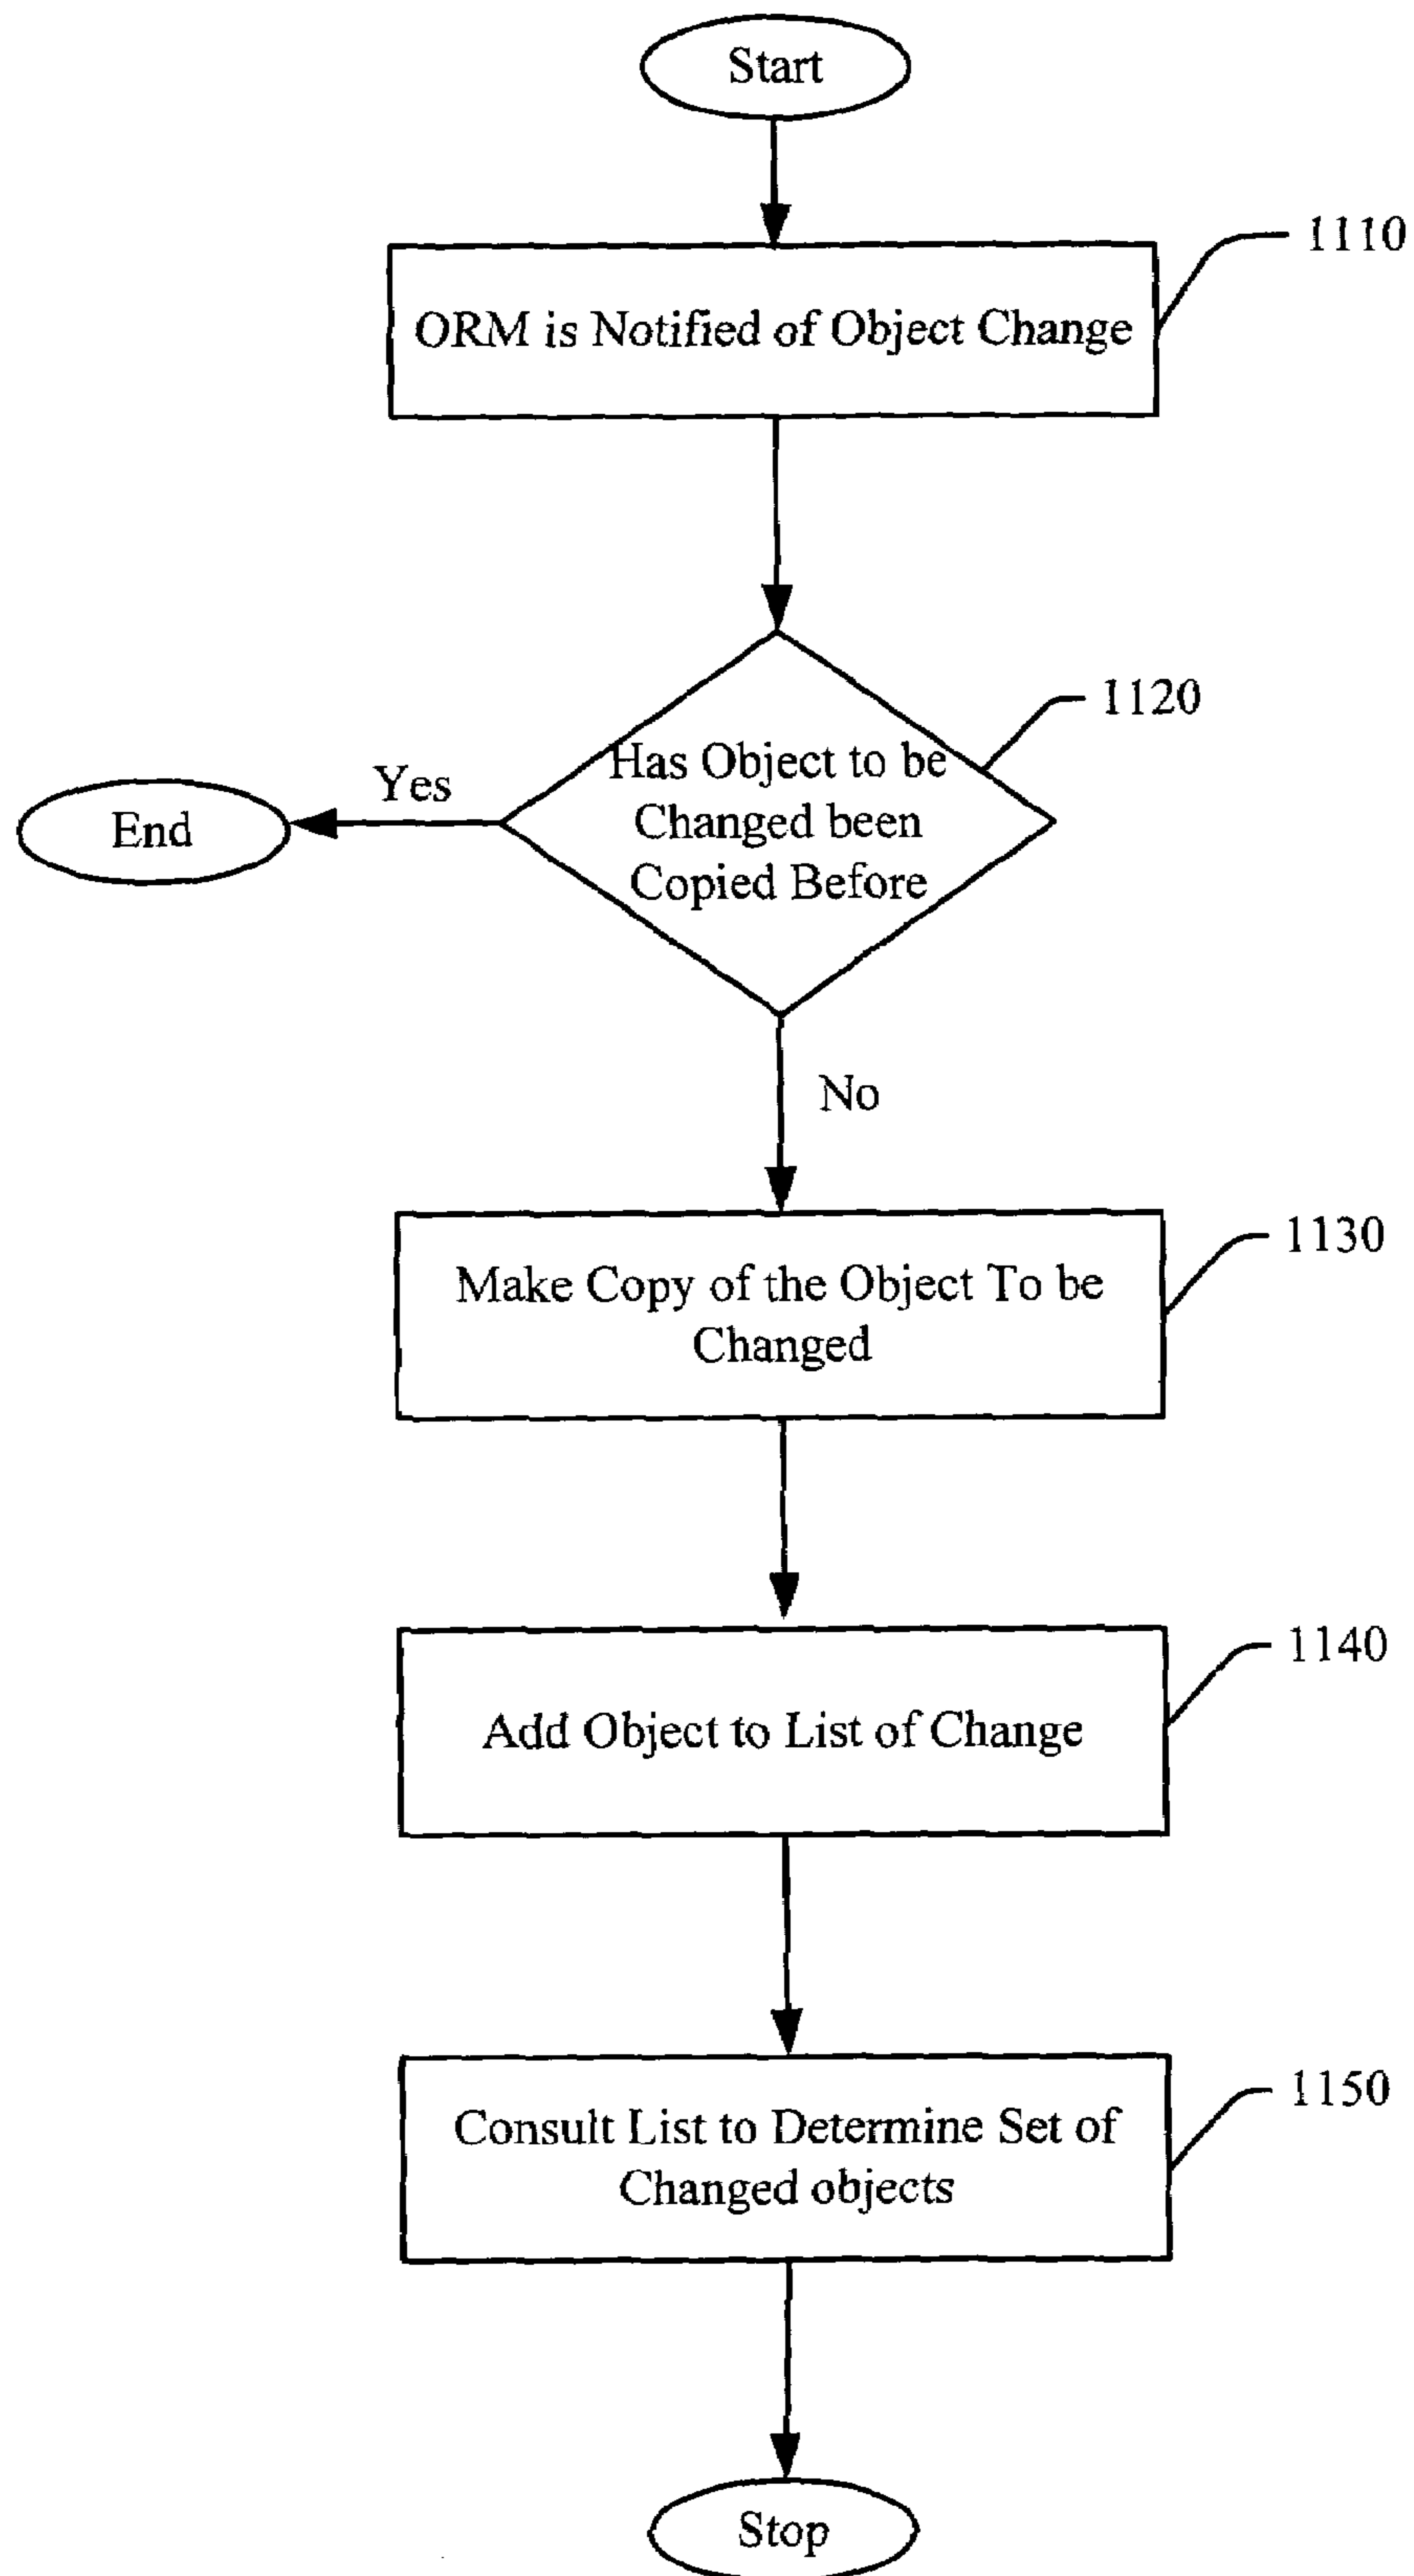 Start
1110
ORM is Notified of Object Change
1120
Has Object to be
Changed been
Copied Before
Yes
End
No
1130
Make Copy of the Object To be
Changed
1140
Add Object to List of Change
1150
Consult List to Determine Set of
Changed objects
Stop